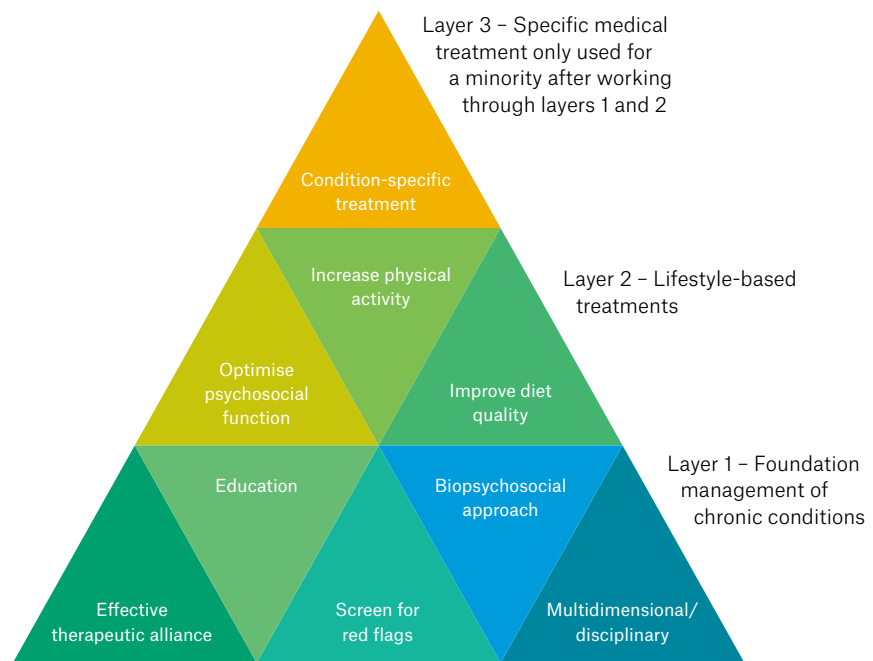 Layer 3 – Specific medical
treatment only used for
a minority after working
through layers 1 and 2
Condition-specific
treatment
Increase physical
activity
Layer 2 – Lifestyle-based
treatments
Optimise
psychosocial
function
Improve diet
quality
Layer 1 – Foundation
management of
chronic conditions
Education
Biopsychosocial
approach
Effective
therapeutic alliance
Screen for
red flags
Multidimensional/
disciplinary